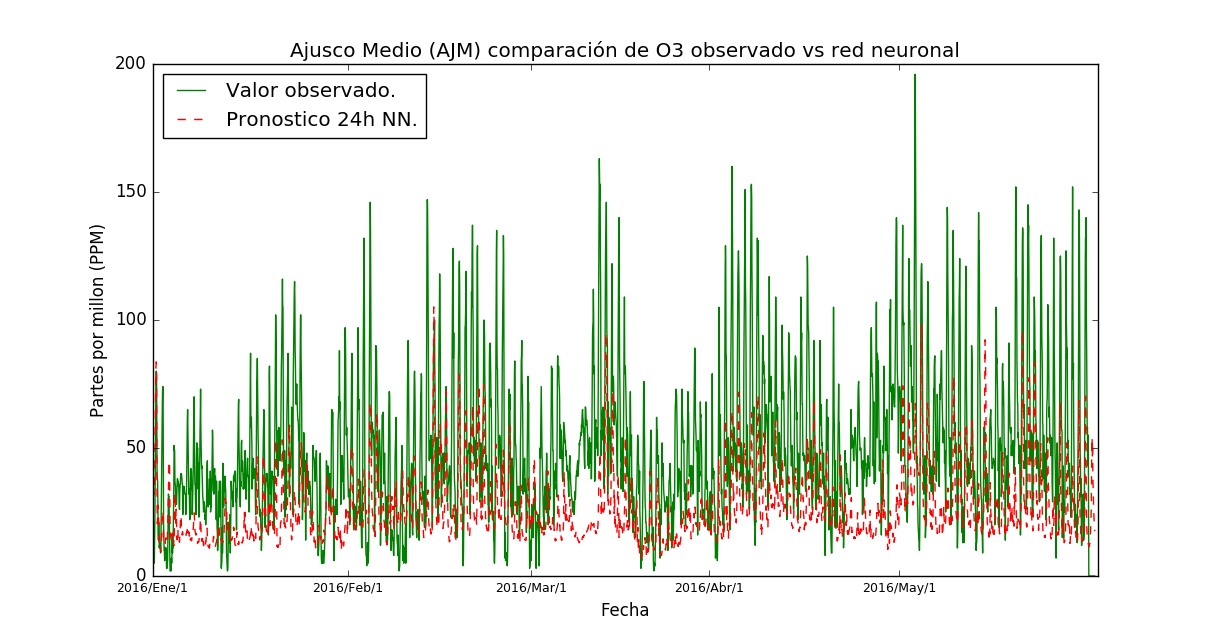 Ajusco Medio (AJM) comparación de O3 observado vs red neuronal
Valor observado.
Pronostico 24h NN.
Partes por millon (PPM)
200
150
100
50
0
2016/Ene/1
2016/Feb/1
2016/Mar/1
2016/Abr/1
2016/May/1
Fecha